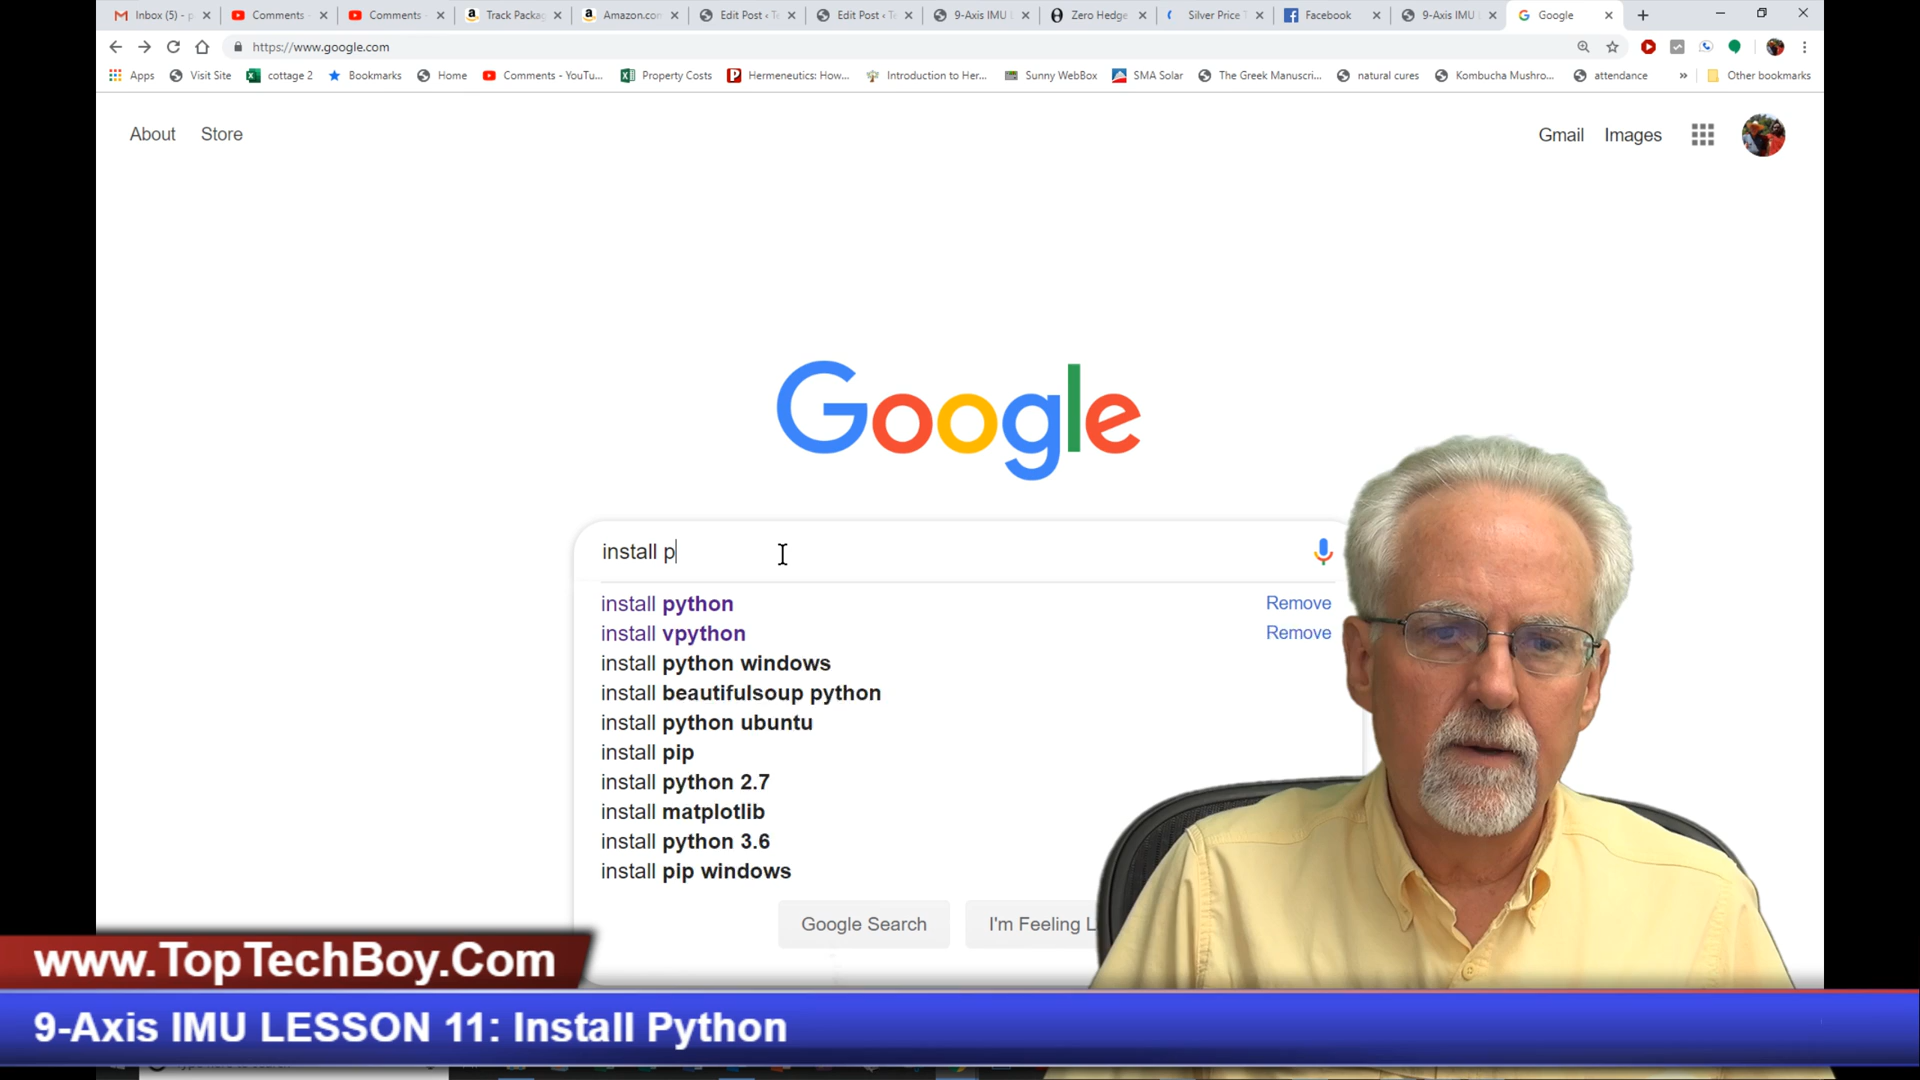 Inbox (5) - p
Comments
Comments
Track Packag
Amazon.com
Edit Post ‹ T
Edit Post ‹ T
9-Axis IMU
Zero Hedge
Silver Price
Facebook
9-Axis IMU
Google
https://www.google.com
Apps
Visit Site
cottage 2
Bookmarks
Home
Comments - YouTu...
Property Costs
Hermeneutics: How...
Introduction to Her...
Sunny WebBox
SMA Solar
The Greek Manuscri...
natural cures
Kombucha Mushro...
attendance
»
Other bookmarks
About Store
Gmail Images
Google
install p
install python Remove
install vpython Remove
install python windows
install beautifulsoup python
install python ubuntu
install pip
install python 2.7
install matplotlib
install python 3.6
install pip windows
Google Search I'm Feeling L
www.TopTechBoy.Com
9-Axis IMU LESSON 11: Install Python